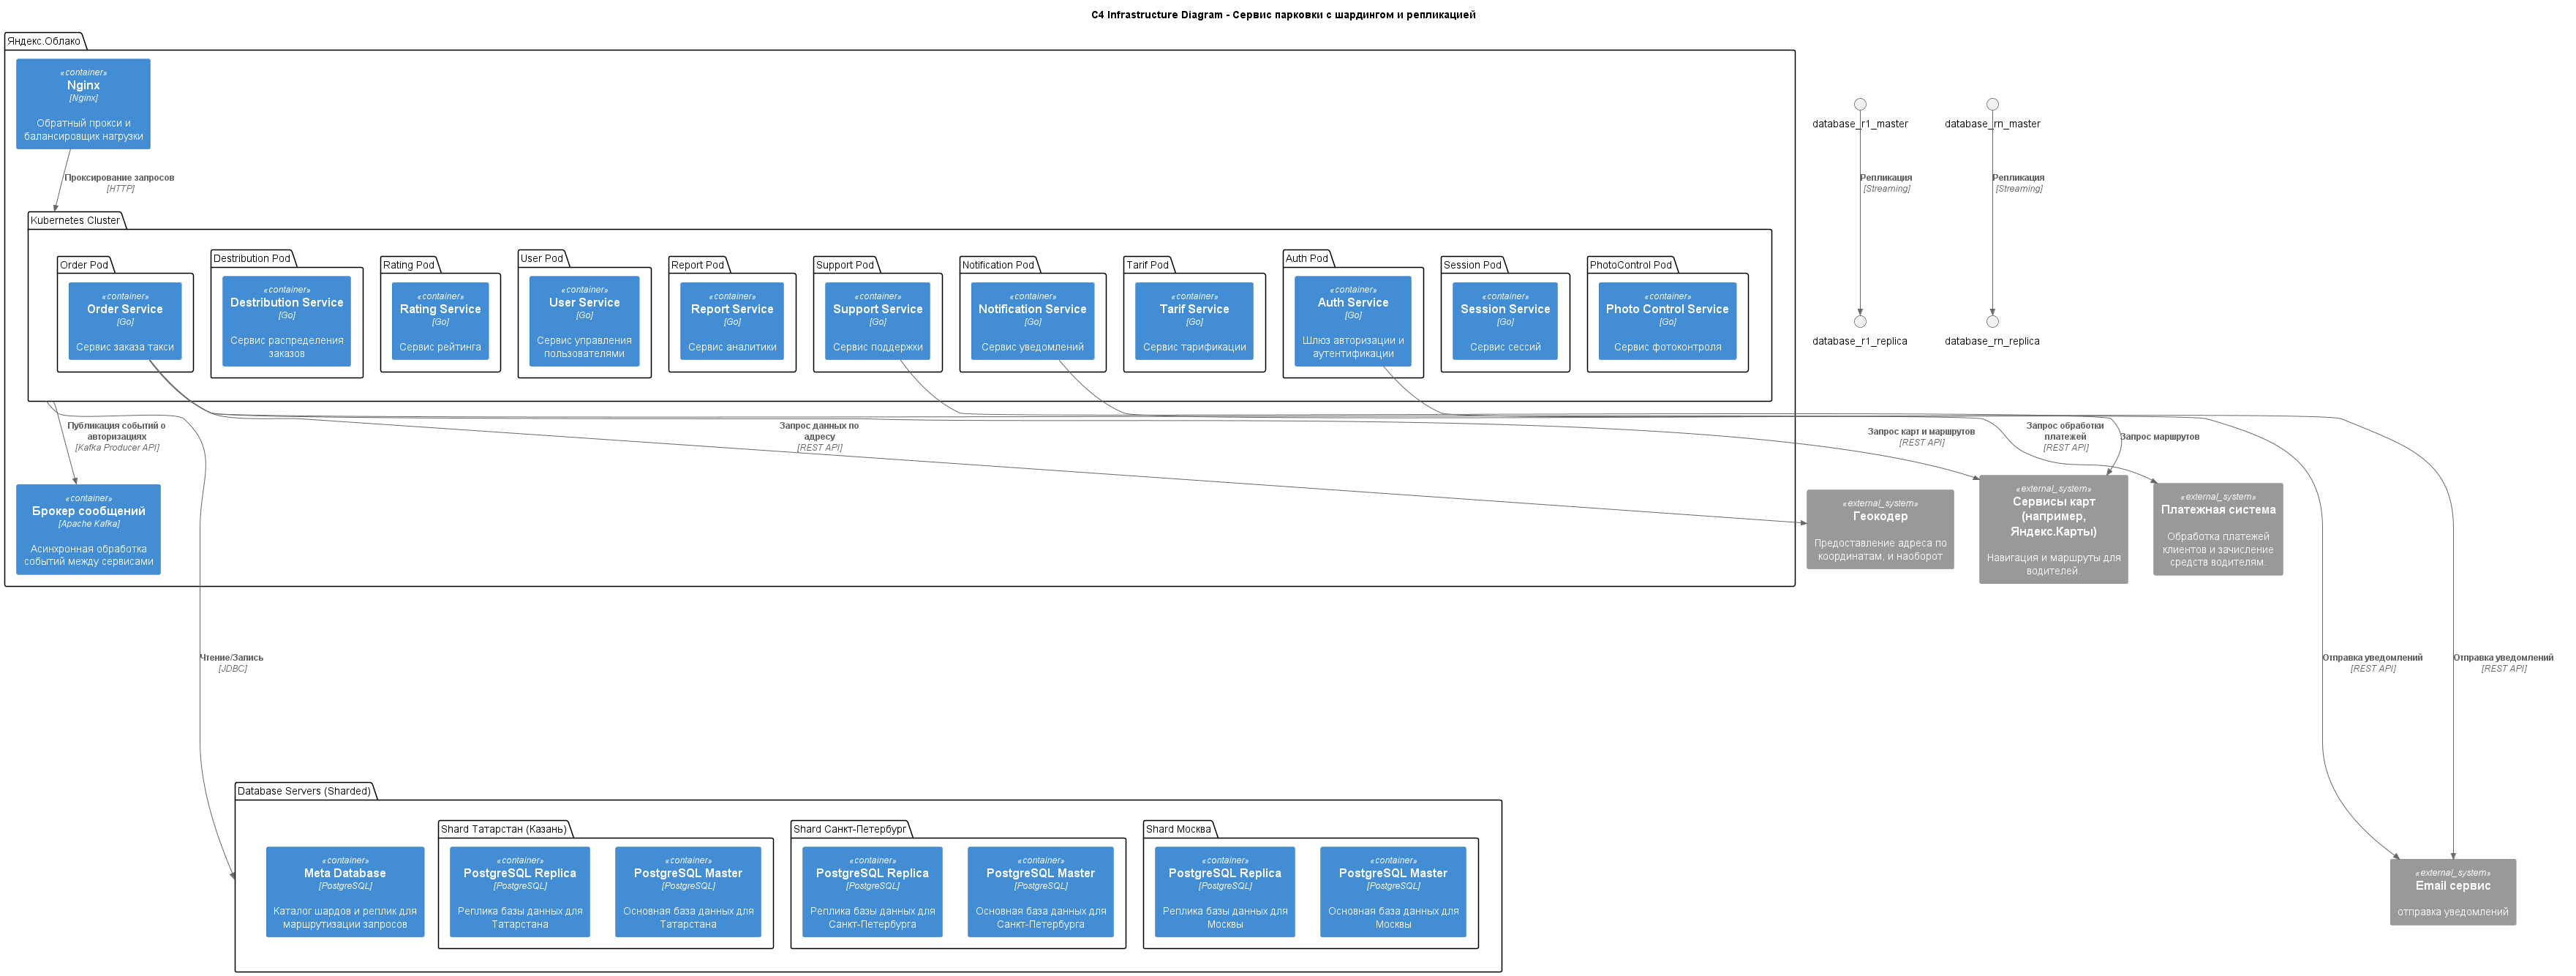 C4 Infrastructure Diagram - Сервис парковки с шардингом и репликацией
Яндекс.Облако
«container»
Nginx
[Nginx]
Обратный прокси и
балансировщик нагрузки
database_r1_master
database_rn_master
Проксирование запросов
[HTTP]
Репликация
[Streaming]
Репликация
[Streaming]
Kubernetes Cluster
Order Pod
«container»
Order Service
[Go]
Сервис заказа такси
Destribution Pod
«container»
Destribution Service
[Go]
Сервис распределения
заказов
Rating Pod
«container»
Rating Service
[Go]
Сервис рейтинга
User Pod
«container»
User Service
[Go]
Сервис управления
пользователями
Report Pod
«container»
Report Service
[Go]
Сервис аналитики
Support Pod
«container»
Support Service
[Go]
Сервис поддержки
Notification Pod
«container»
Notification Service
[Go]
Сервис уведомлений
Tarif Pod
«container»
Tarif Service
[Go]
Сервис тарификации
Auth Pod
«container»
Auth Service
[Go]
Шлюз авторизации и
аутентификации
Session Pod
«container»
Session Service
[Go]
Сервис сессий
PhotoControl Pod
«container»
Photo Control Service
[Go]
Сервис фотоконтроля
database_r1_replica
database_rn_replica
Публикация событий о
авторизациях
[Kafka Producer API]
Запрос данных по
адресу
[REST API]
Запрос карт и маршрутов
[REST API]
Запрос обработки
платежей
[REST API]
Запрос маршрутов
«container»
Брокер сообщений
[Apache Kafka]
Асинхронная обработка
событий между сервисами
«external_system»
Геокодер
Предоставление адреса по
координатам, и наоборот
«external_system»
Сервисы карт
(например,
Яндекс.Карты)
Навигация и маршруты для
водителей.
«external_system»
Платежная система
Обработка платежей
клиентов и зачисление
средств водителям.
Чтение/Запись
[JDBC]
Отправка уведомлений
[REST API]
Отправка уведомлений
[REST API]
Database Servers (Sharded)
«container»
Meta Database
[PostgreSQL]
Каталог шардов и реплик для
маршрутизации запросов
Shard Татарстан (Казань)
«container»
PostgreSQL Replica
[PostgreSQL]
Реплика базы данных для
Татарстана
«container»
PostgreSQL Master
[PostgreSQL]
Основная база данных для
Татарстана
Shard Санкт-Петербург
«container»
PostgreSQL Replica
[PostgreSQL]
Реплика базы данных для
Санкт-Петербурга
«container»
PostgreSQL Master
[PostgreSQL]
Основная база данных для
Санкт-Петербурга
Shard Москва
«container»
PostgreSQL Replica
[PostgreSQL]
Реплика базы данных для
Москвы
«container»
PostgreSQL Master
[PostgreSQL]
Основная база данных для
Москвы
«external_system»
Email сервис
отправка уведомлений